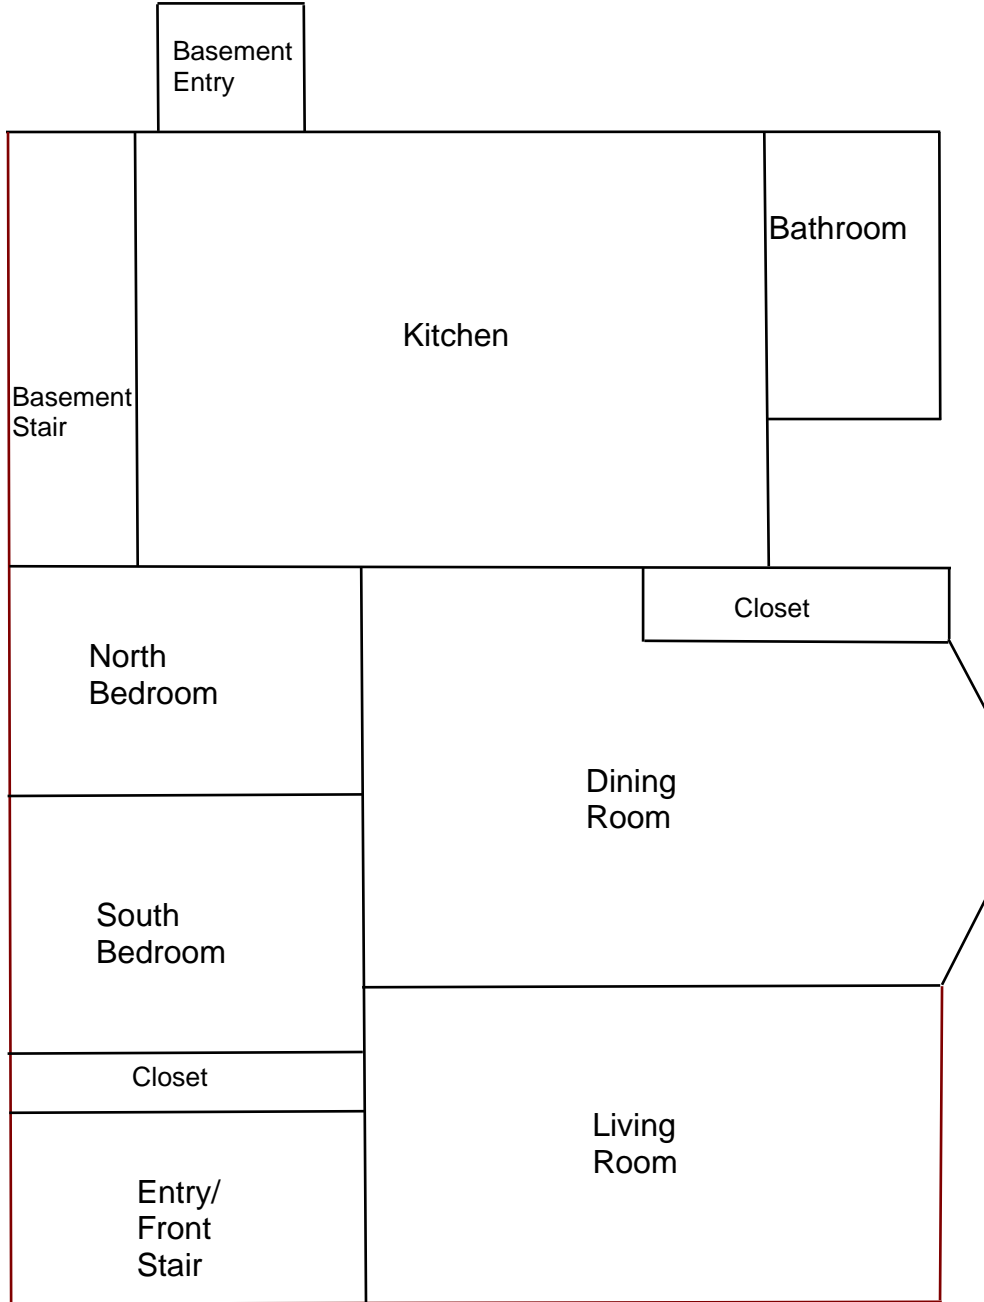 Basement
Entry
Bathroom
Kitchen
Basement
Stair
Closet
North
Bedroom
Dining
Room
South
Bedroom
Closet
Living
Room
Entry/
Front
Stair